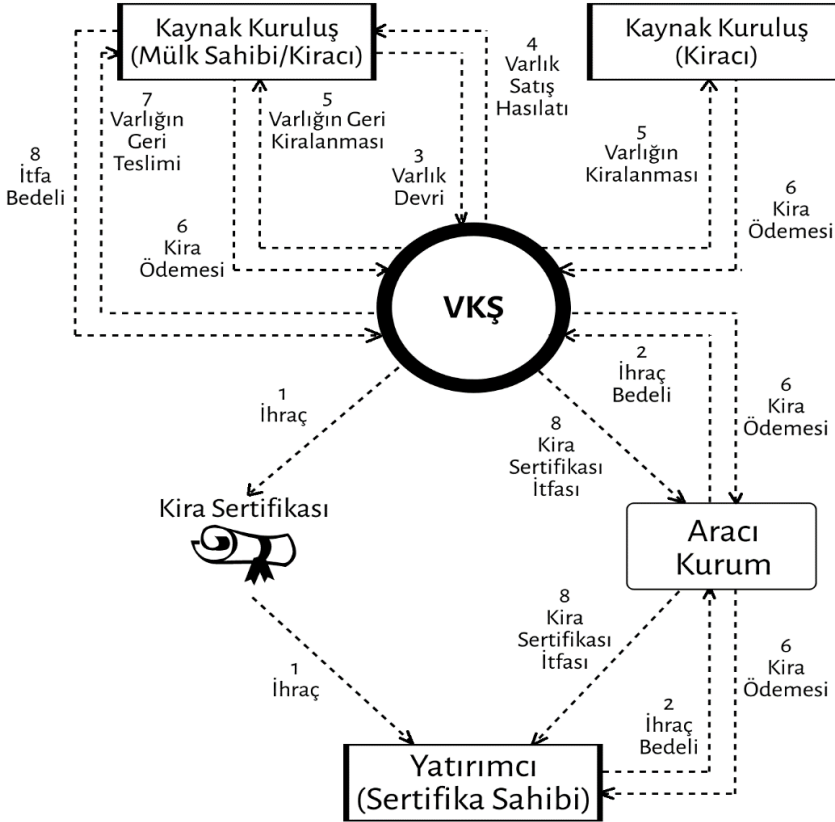 Kaynak Kuruluş
(Mülk Sahibi/Kiracı)
Kaynak Kuruluş
(Kiracı)
4
Varlık
Satış
Hasılatı
7
Varlığın
Geri
Teslimi
5
Varlığın Geri
Kiralanması
8
İtfa
Bedeli
3
Varlık
Devri
5
Varlığın
Kiralanması
6
Kira
Ödemesi
6
Kira
Ödemesi
VKŞ
1
İhraç
2
İhraç
Bedeli
6
Kira
Ödemesi
8
Kira
Sertifikası
İtfası
Kira Sertifikası
Aracı
Kurum
8
Kira
Sertifikası
İtfası
1
İhraç
6
Kira
Ödemesi
2
İhraç
Bedeli
Yatırımcı
(Sertifika Sahibi)